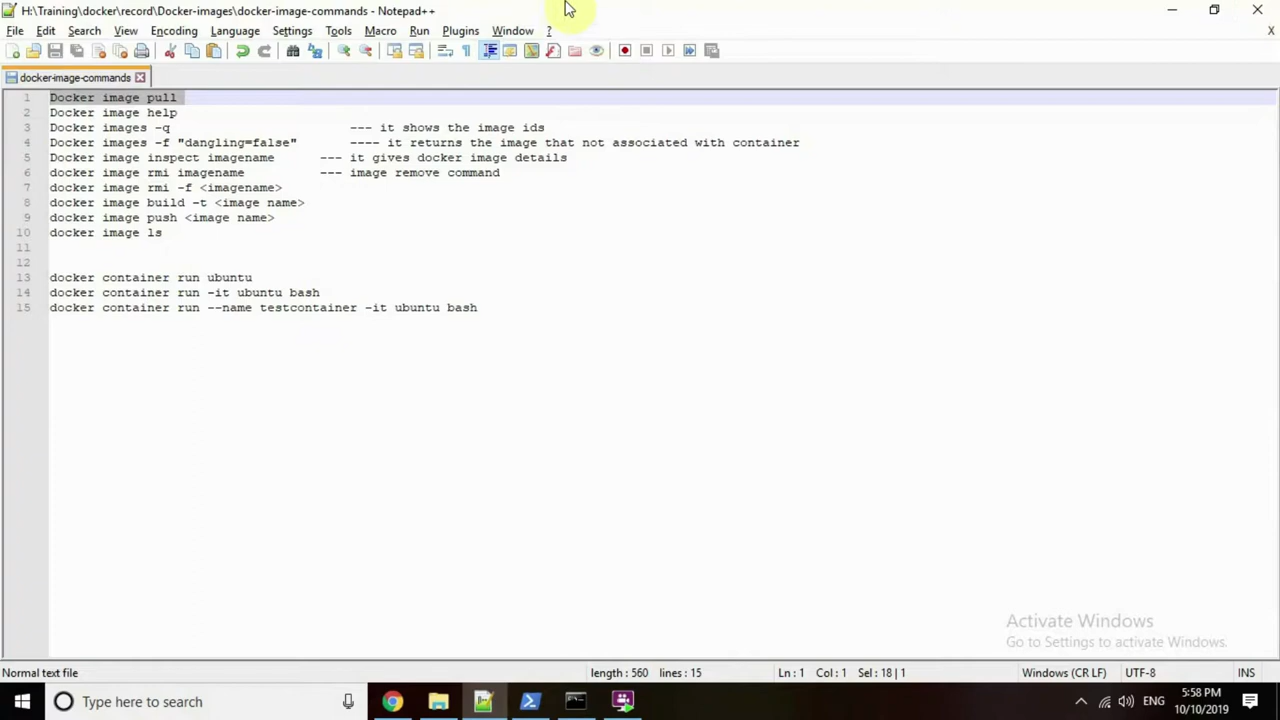 H:\Training\docker\record\Docker-images\docker-image-commands - Notepad++
File Edit Search View Encoding Language Settings Tools Macro Run Plugins Window ?
X
docker-image-commands
1 Docker image pull
2 Docker image help
3 Docker images -q --- it shows the image ids
4 Docker images -f "dangling=false" ---- it returns the image that not associated with container
5 Docker image inspect imagename --- it gives docker image details
6 docker image rmi imagename --- image remove command
7 docker image rmi -f <imagename>
8 docker image build -t <image name>
9 docker image push <image name>
10 docker image ls
11
12
13 docker container run ubuntu
14 docker container run -it ubuntu bash
15 docker container run --name testcontainer -it ubuntu bash
Activate Windows
Go to Settings to activate Windows.
Normal text file length : 560 lines : 15 Ln : 1 Col : 1 Sel : 18 | 1 Windows (CR LF) UTF-8 INS
Type here to search ENG 5:58 PM
10/10/2019